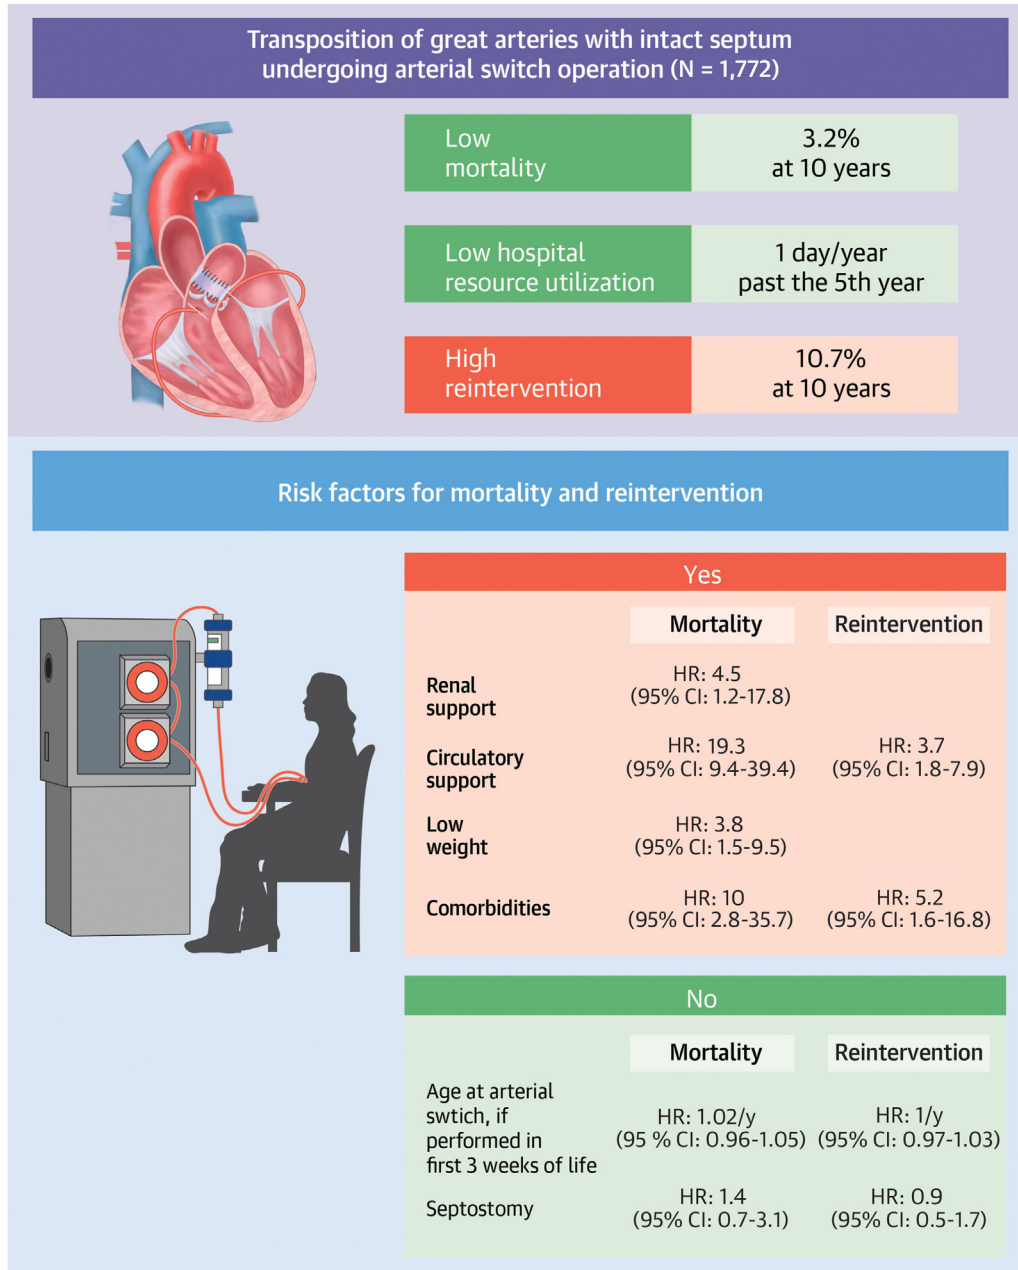 Transposition of great arteries with intact septum
undergoing arterial switch operation (N = 1,772)
Low
mortality
3.2%
at 10 years
Low hospital
resource utilization
1 day/year
past the 5th year
High
reintervention
10.7%
at 10 years
Risk factors for mortality and reintervention
Yes
Mortality
Reintervention
Renal
support
HR: 4.5
(95% CI: 1.2-17.8)
Circulatory
support
HR: 19.3
(95% CI: 9.4-39.4)
HR: 3.7
(95% CI: 1.8-7.9)
Low
weight
HR: 3.8
(95% CI: 1.5-9.5)
Comorbidities
HR: 10
(95% CI: 2.8-35.7)
HR: 5.2
(95% CI: 1.6-16.8)
No
Mortality
Reintervention
Age at arterial
swtich, if
performed in
first 3 weeks of life
HR: 1.02/y
(95 % CI: 0.96-1.05)
HR: 1/y
(95% CI: 0.97-1.03)
Septostomy
HR: 1.4
(95% CI: 0.7-3.1)
HR: 0.9
(95% CI: 0.5-1.7)